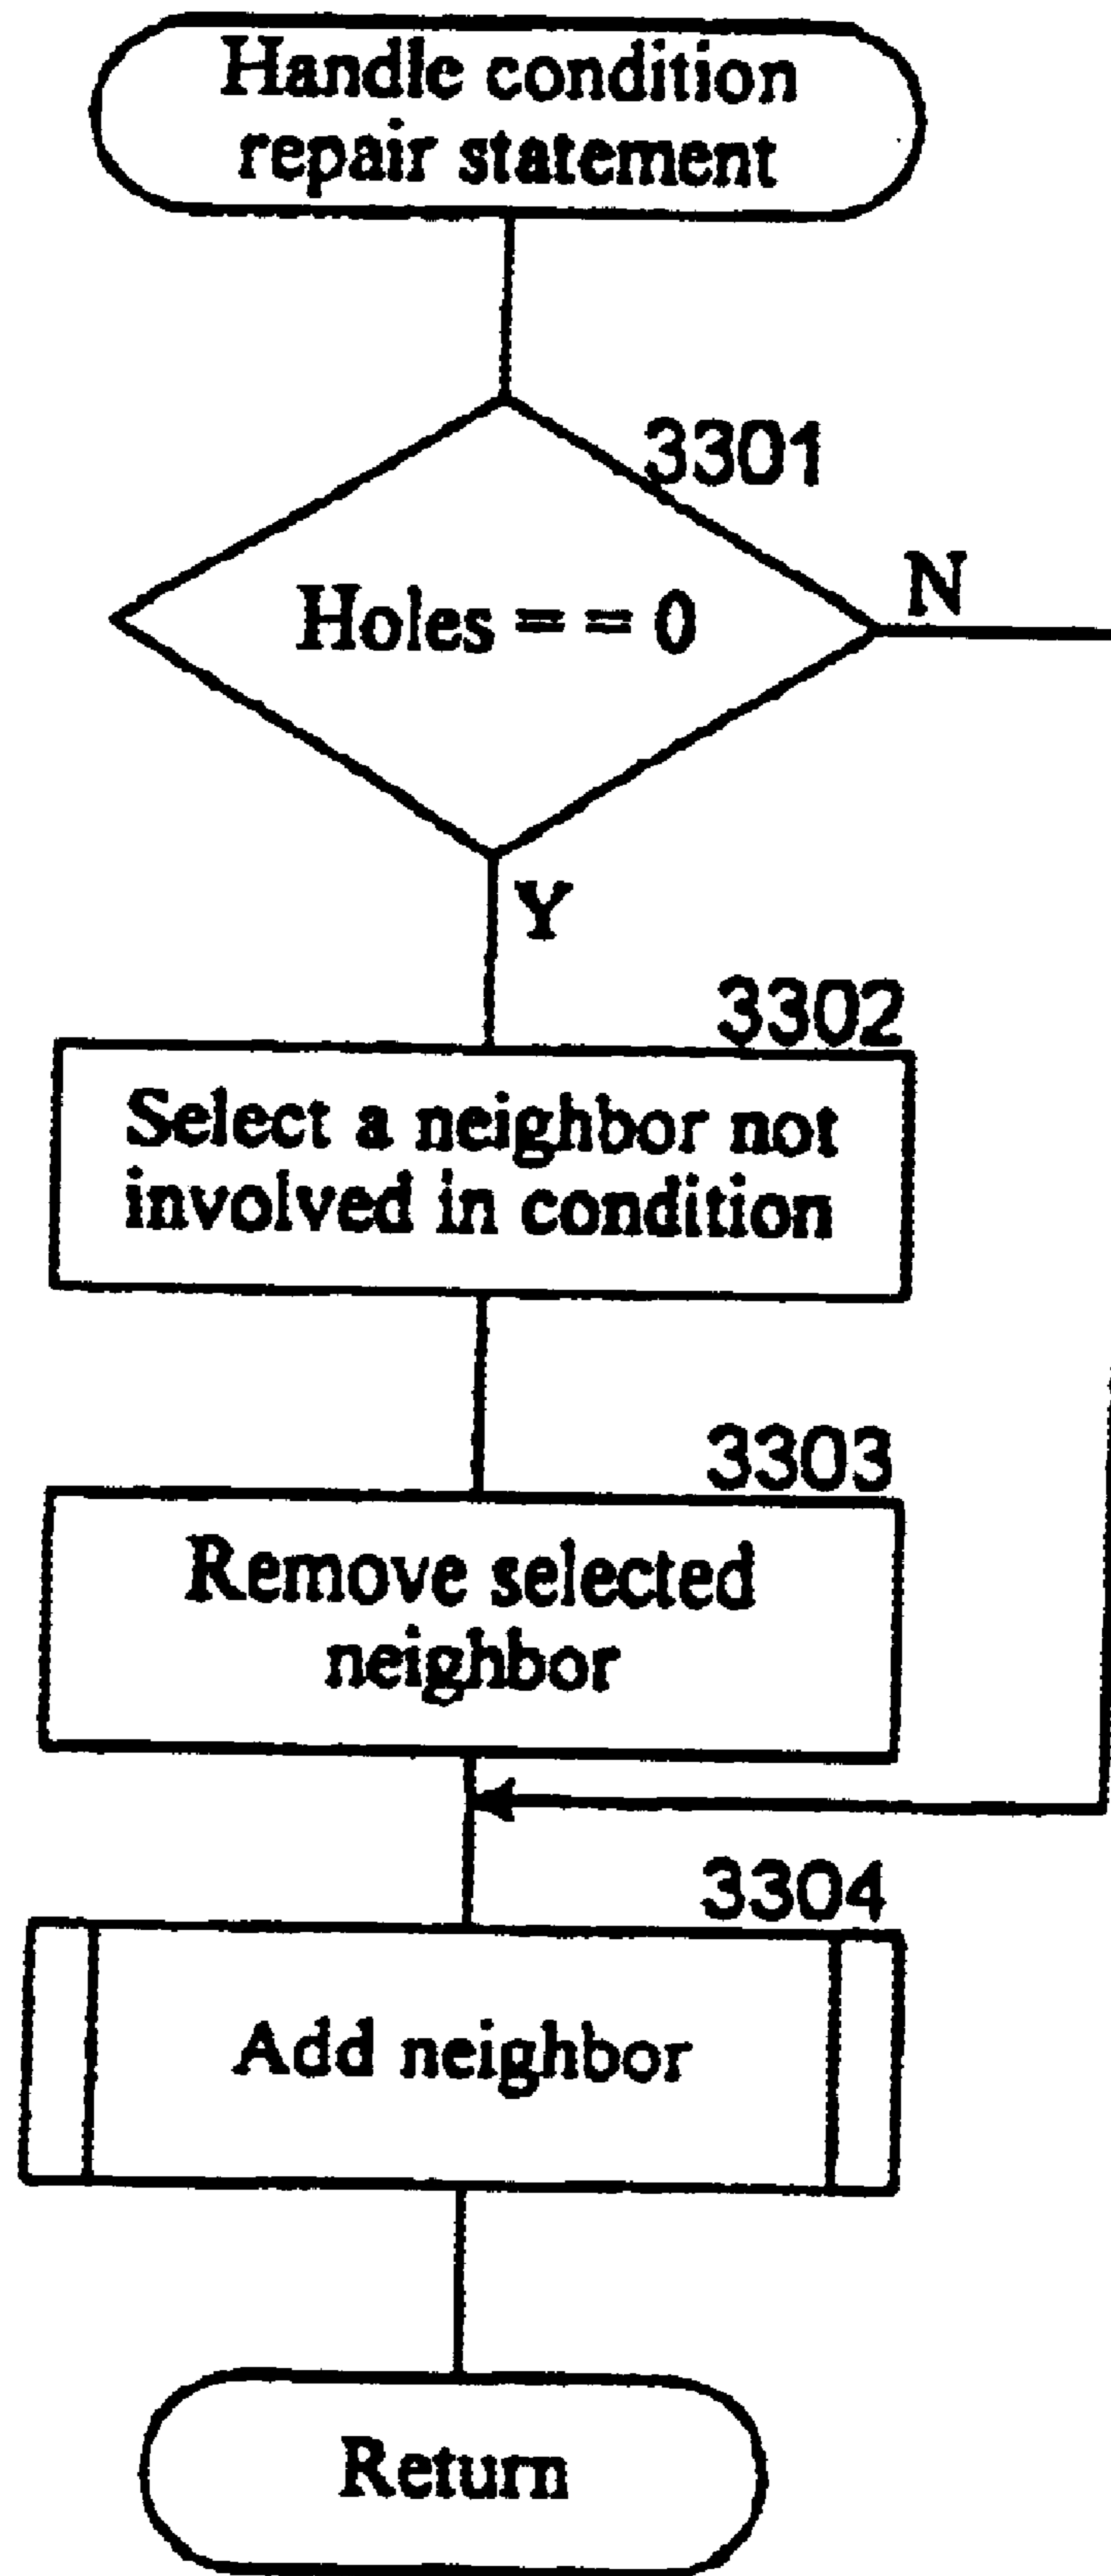 Handle condition
repair statement
3301
Holes = = 0
N
Y
3302
Select a neighbor not
involved in condition
3303
Remove selected
neighbor
3304
Add neighbor
Return